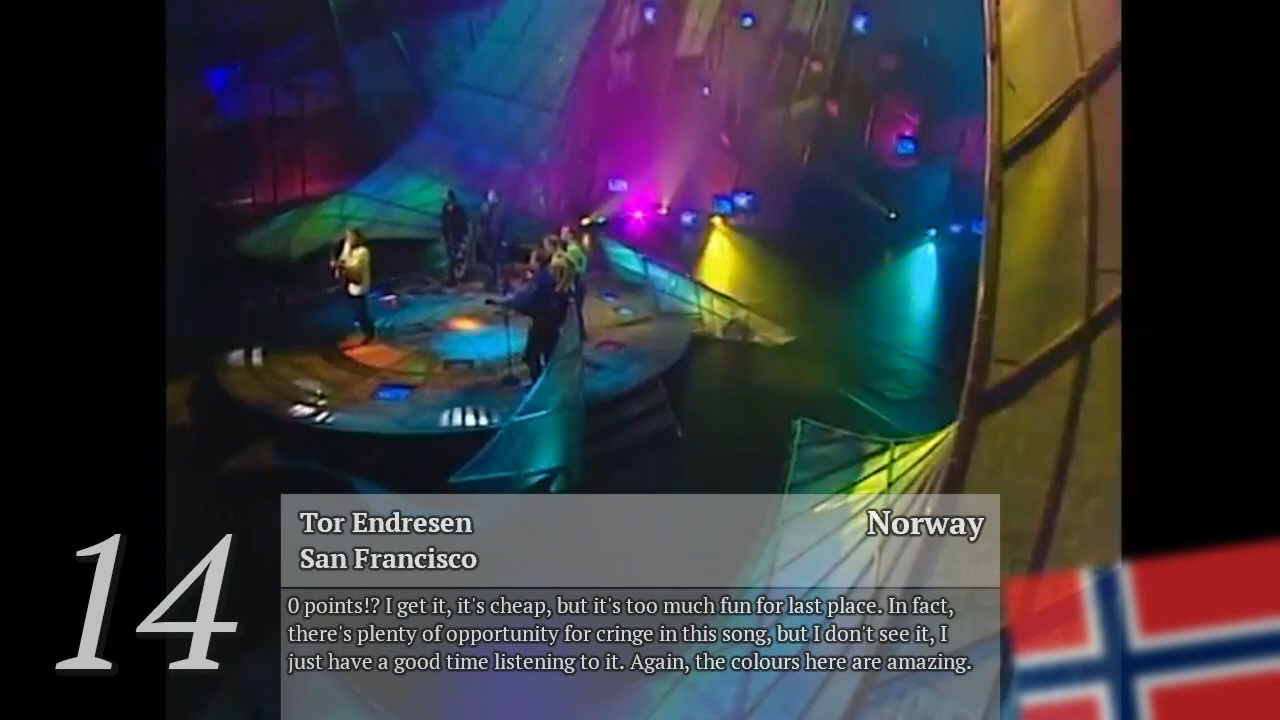 Tor Endresen
Norway
San Francisco
0 points!? I get it, it's cheap, but it's too much fun for last place. In fact,
there's plenty of opportunity for cringe in this song, but I don't see it, I
just have a good time listening to it. Again, the colours here are amazing.
14